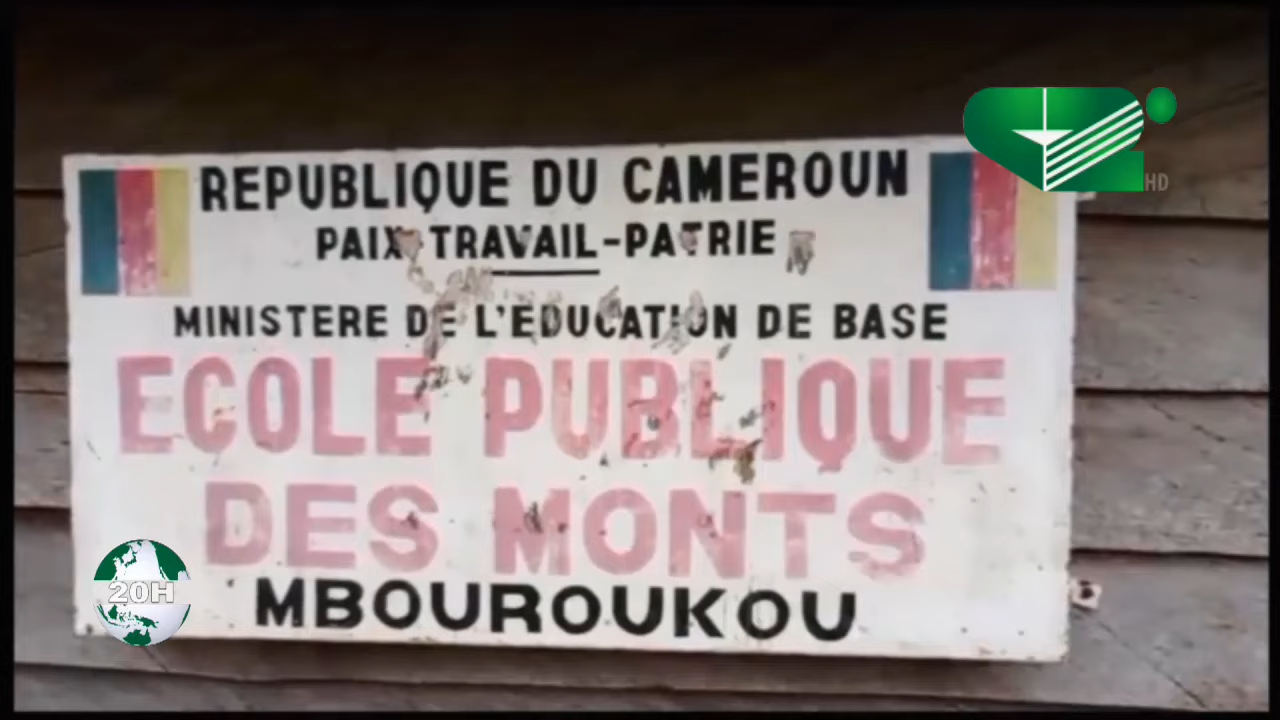 REPUBLIQUE DU CAMEROUN
PAIX-TRAVAIL-PATRIE
MINISTERE DE L'EDUCATION DE BASE
ECOLE PUBLIQUE
DES MONTS
MBOUROUKOU
HD
20H